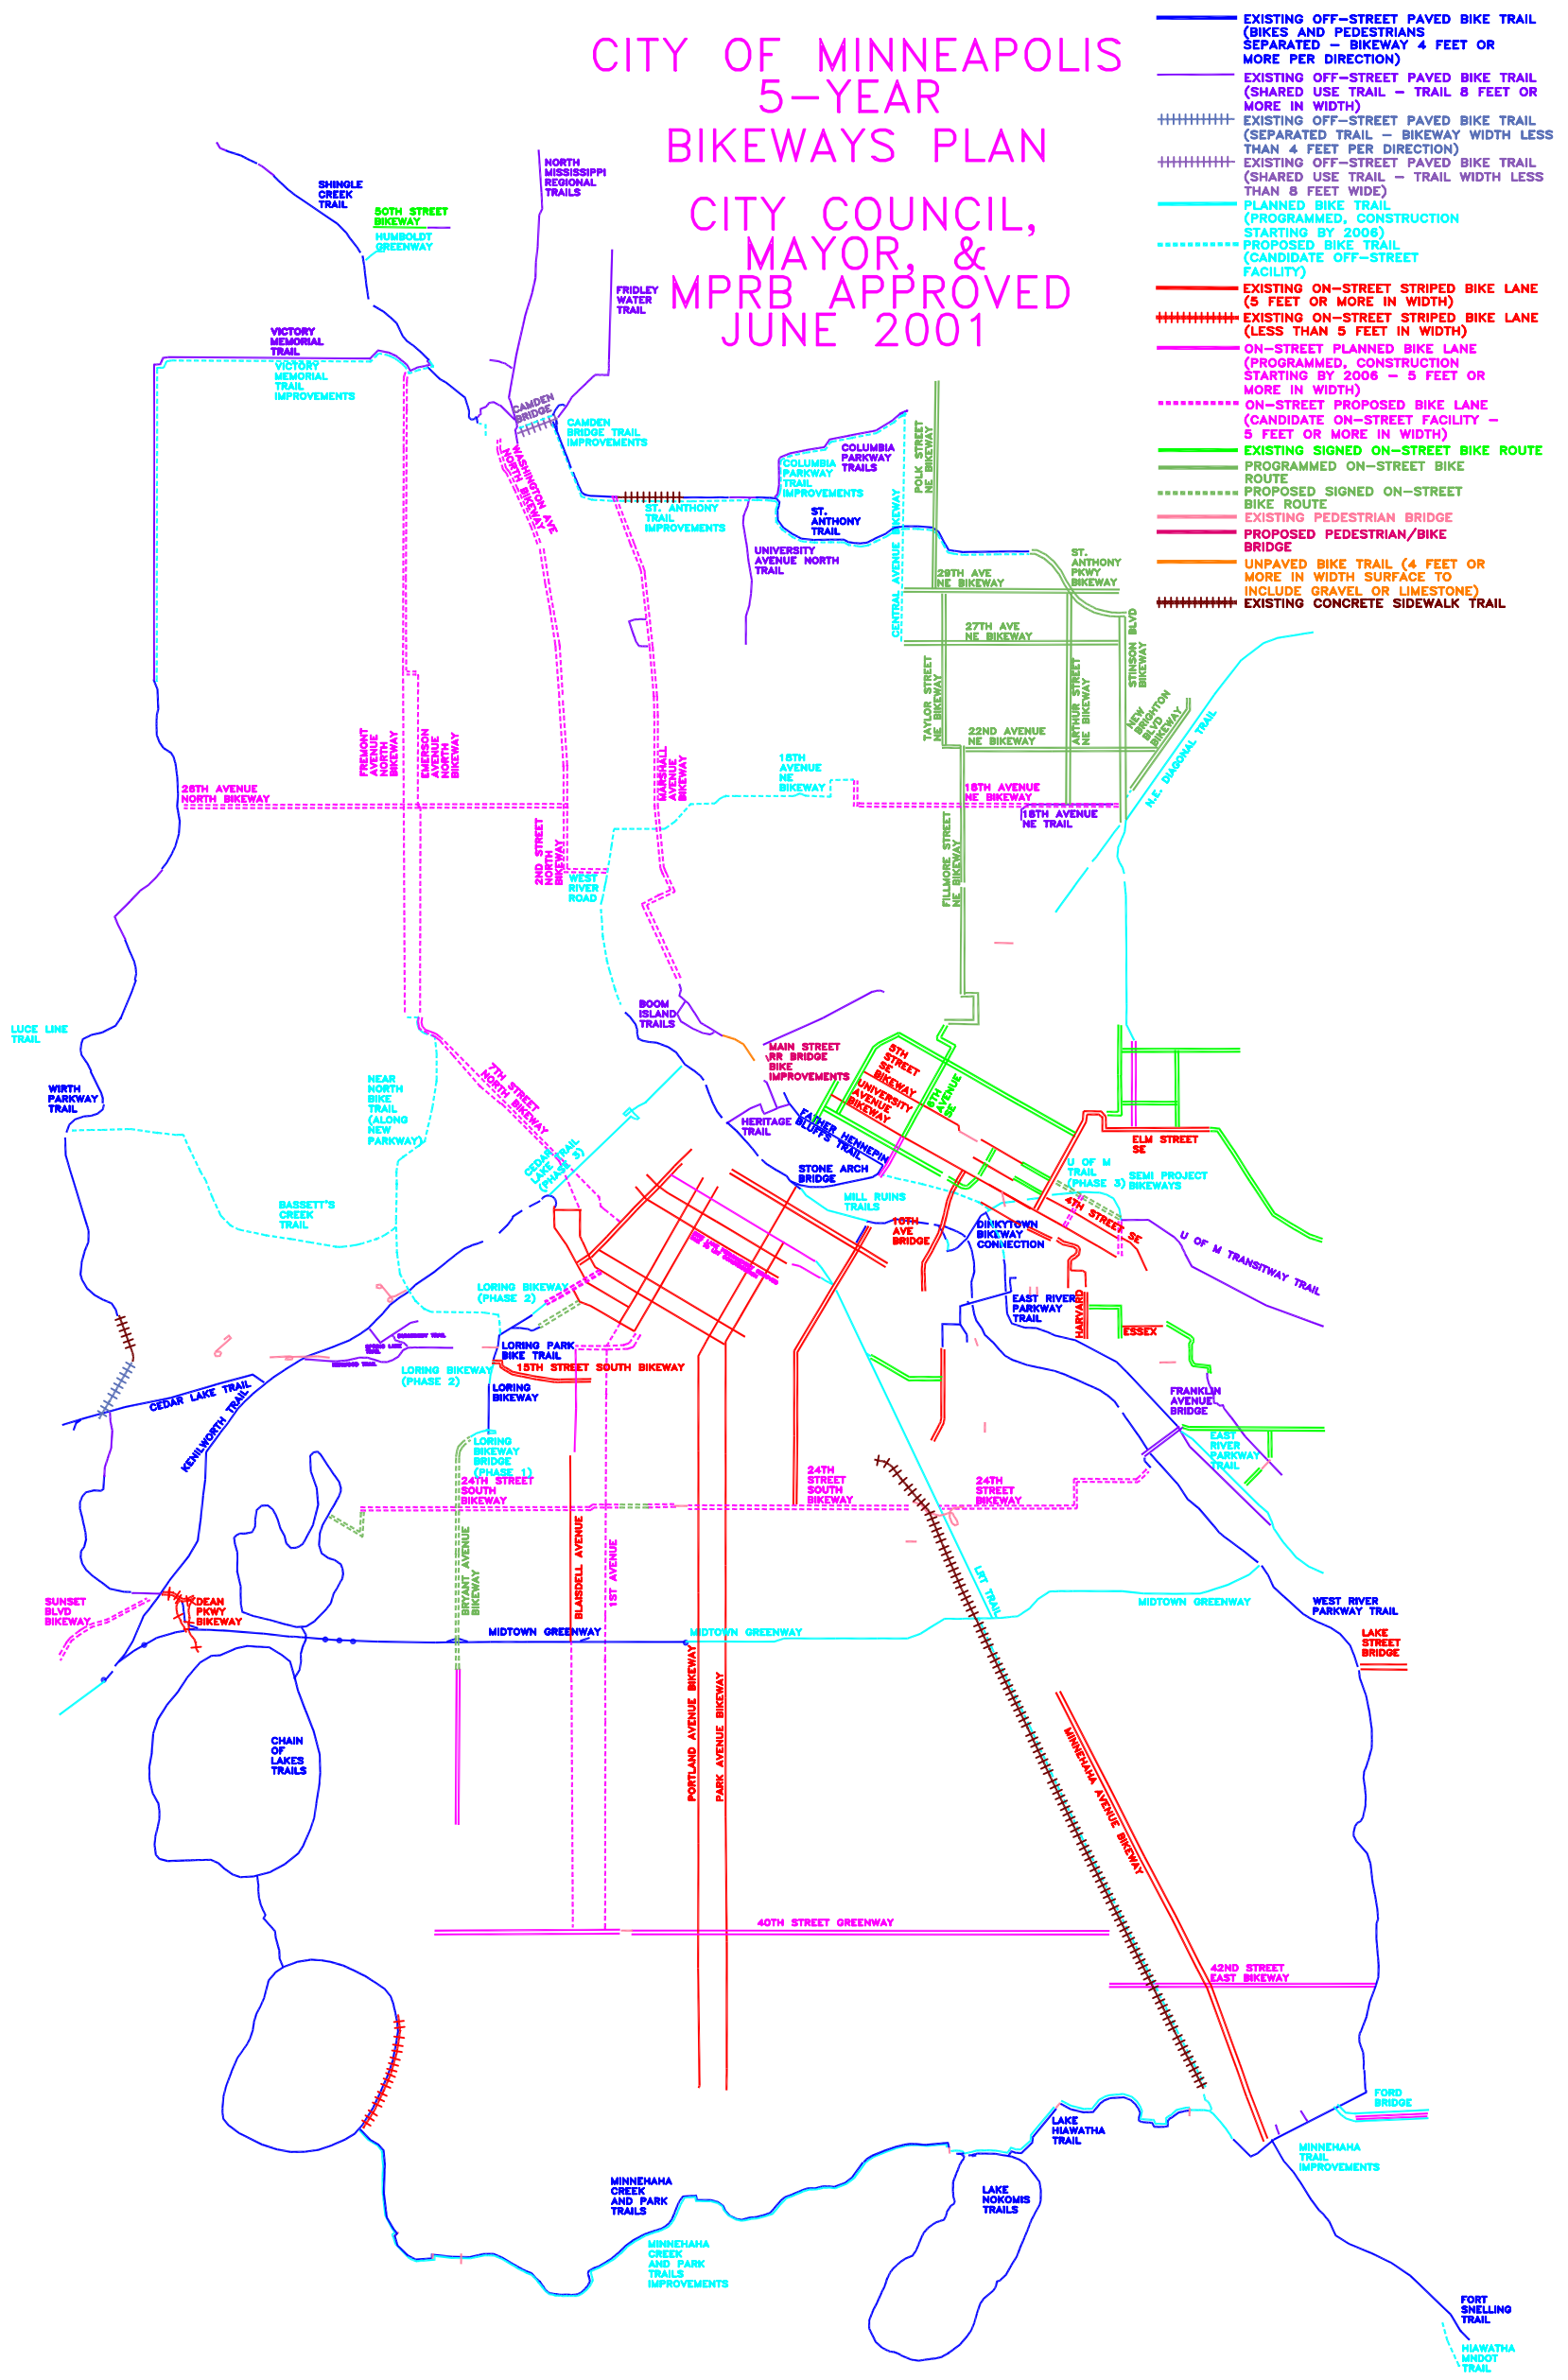 CITY OF MINNEAPOLIS
5-YEAR
BIKEWAYS PLAN
CITY COUNCIL,
MAYOR, &
MPRB APPROVED
JUNE 2001
EXISTING OFF-STREET PAVED BIKE TRAIL
(BIKES AND PEDESTRIANS
SEPARATED - BIKEWAY 4 FEET OR
MORE PER DIRECTION)
EXISTING OFF-STREET PAVED BIKE TRAIL
(SHARED USE TRAIL - TRAIL 8 FEET OR
MORE IN WIDTH)
EXISTING OFF-STREET PAVED BIKE TRAIL
(SEPARATED TRAIL - BIKEWAY WIDTH LESS
THAN 4 FEET PER DIRECTION)
EXISTING OFF-STREET PAVED BIKE TRAIL
(SHARED USE TRAIL - TRAIL WIDTH LESS
THAN 8 FEET WIDE)
PLANNED BIKE TRAIL
(PROGRAMMED, CONSTRUCTION
STARTING BY 2006)
PROPOSED BIKE TRAIL
(CANDIDATE OFF-STREET
FACILITY)
EXISTING ON-STREET STRIPED BIKE LANE
(5 FEET OR MORE IN WIDTH)
EXISTING ON-STREET STRIPED BIKE LANE
(LESS THAN 5 FEET IN WIDTH)
ON-STREET PLANNED BIKE LANE
(PROGRAMMED, CONSTRUCTION
STARTING BY 2006 - 5 FEET OR
MORE IN WIDTH)
ON-STREET PROPOSED BIKE LANE
(CANDIDATE ON-STREET FACILITY -
5 FEET OR MORE IN WIDTH)
EXISTING SIGNED ON-STREET BIKE ROUTE
PROGRAMMED ON-STREET BIKE
ROUTE
PROPOSED SIGNED ON-STREET
BIKE ROUTE
EXISTING PEDESTRIAN BRIDGE
PROPOSED PEDESTRIAN/BIKE
BRIDGE
UNPAVED BIKE TRAIL (4 FEET OR
MORE IN WIDTH SURFACE TO
INCLUDE GRAVEL OR LIMESTONE)
EXISTING CONCRETE SIDEWALK TRAIL
SHINGLE
CREEK
TRAIL
50TH STREET
BIKEWAY
HUMBOLDT
GREENWAY
NORTH
MISSISSIPPI
REGIONAL
TRAILS
FRIDLEY
WATER
TRAIL
VICTORY
MEMORIAL
TRAIL
VICTORY
MEMORIAL
TRAIL
IMPROVEMENTS
CAMDEN
BRIDGE
CAMDEN
BRIDGE TRAIL
IMPROVEMENTS
WASHINGTON AVE
NORTH BIKEWAY
ST. ANTHONY
TRAIL
IMPROVEMENTS
COLUMBIA
PARKWAY
TRAILS
COLUMBIA
PARKWAY
TRAIL
IMPROVEMENTS
ST.
ANTHONY
TRAIL
UNIVERSITY
AVENUE NORTH
TRAIL
POLK STREET
NE BIKEWAY
CENTRAL AVENUE BIKEWAY
29TH AVE
NE BIKEWAY
ST.
ANTHONY
PKWY
BIKEWAY
27TH AVE
NE BIKEWAY
STINSON BLVD
BIKEWAY
TAYLOR STREET
NE BIKEWAY
ARTHUR STREET
NE BIKEWAY
NEW
BRIGHTON
BLVD
BIKEWAY
22ND AVENUE
NE BIKEWAY
N.E. DIAGONAL TRAIL
FREMONT
AVENUE
NORTH
BIKEWAY
EMERSON
AVENUE
NORTH
BIKEWAY
26TH AVENUE
NORTH BIKEWAY
MARSHALL
AVENUE
BIKEWAY
18TH
AVENUE
NE
BIKEWAY
18TH AVENUE
NE BIKEWAY
18TH AVENUE
NE TRAIL
2ND STREET
NORTH
BIKEWAY
WEST
RIVER
ROAD
FILLMORE STREET
NE BIKEWAY
LUCE LINE
TRAIL
WIRTH
PARKWAY
TRAIL
NEAR
NORTH
BIKE
TRAIL
(ALONG
NEW
PARKWAY)
BOOM
ISLAND
TRAILS
7TH STREET
NORTH BIKEWAY
MAIN STREET
RR BRIDGE
BIKE
IMPROVEMENTS
5TH
STREET
SE
BIKEWAY
UNIVERSITY
AVENUE
BIKEWAY
6TH
AVENUE
SE
HERITAGE
TRAIL
FATHER HENNEPIN
BLUFFS TRAIL
STONE ARCH
BRIDGE
CEDAR
LAKE TRAIL
(PHASE 3)
ELM STREET
SE
U OF M
TRAIL
(PHASE 3)
SEMI PROJECT
BIKEWAYS
BASSETT'S
CREEK
TRAIL
MILL RUINS
TRAILS
10TH
AVE
BRIDGE
DINKYTOWN
BIKEWAY
CONNECTION
4TH STREET SE
U OF M TRANSITWAY TRAIL
LORING BIKEWAY
(PHASE 2)
EAST RIVER
PARKWAY
TRAIL
HARVARD
ESSEX
LORING PARK
BIKE TRAIL
LORING BIKEWAY
(PHASE 2)
15TH STREET SOUTH BIKEWAY
LORING
BIKEWAY
CEDAR LAKE TRAIL
KENILWORTH TRAIL
FRANKLIN
AVENUE
BRIDGE
EAST
RIVER
PARKWAY
TRAIL
LORING
BIKEWAY
BRIDGE
(PHASE 1)
24TH STREET
SOUTH
BIKEWAY
24TH
STREET
SOUTH
BIKEWAY
24TH
STREET
BIKEWAY
BRYANT AVENUE
BIKEWAY
BLAISDELL AVENUE
1ST AVENUE
LRT TRAIL
SUNSET
BLVD
BIKEWAY
DEAN
PKWY
BIKEWAY
MIDTOWN GREENWAY
MIDTOWN GREENWAY
MIDTOWN GREENWAY
WEST RIVER
PARKWAY TRAIL
LAKE
STREET
BRIDGE
PORTLAND AVENUE BIKEWAY
PARK AVENUE BIKEWAY
MINNEHAHA AVENUE BIKEWAY
CHAIN
OF
LAKES
TRAILS
40TH STREET GREENWAY
42ND STREET
EAST BIKEWAY
FORD
BRIDGE
LAKE
HIAWATHA
TRAIL
MINNEHAHA
TRAIL
IMPROVEMENTS
MINNEHAHA
CREEK
AND PARK
TRAILS
LAKE
NOKOMIS
TRAILS
MINNEHAHA
CREEK
AND PARK
TRAILS
IMPROVEMENTS
FORT
SNELLING
TRAIL
HIAWATHA
MNDOT
TRAIL